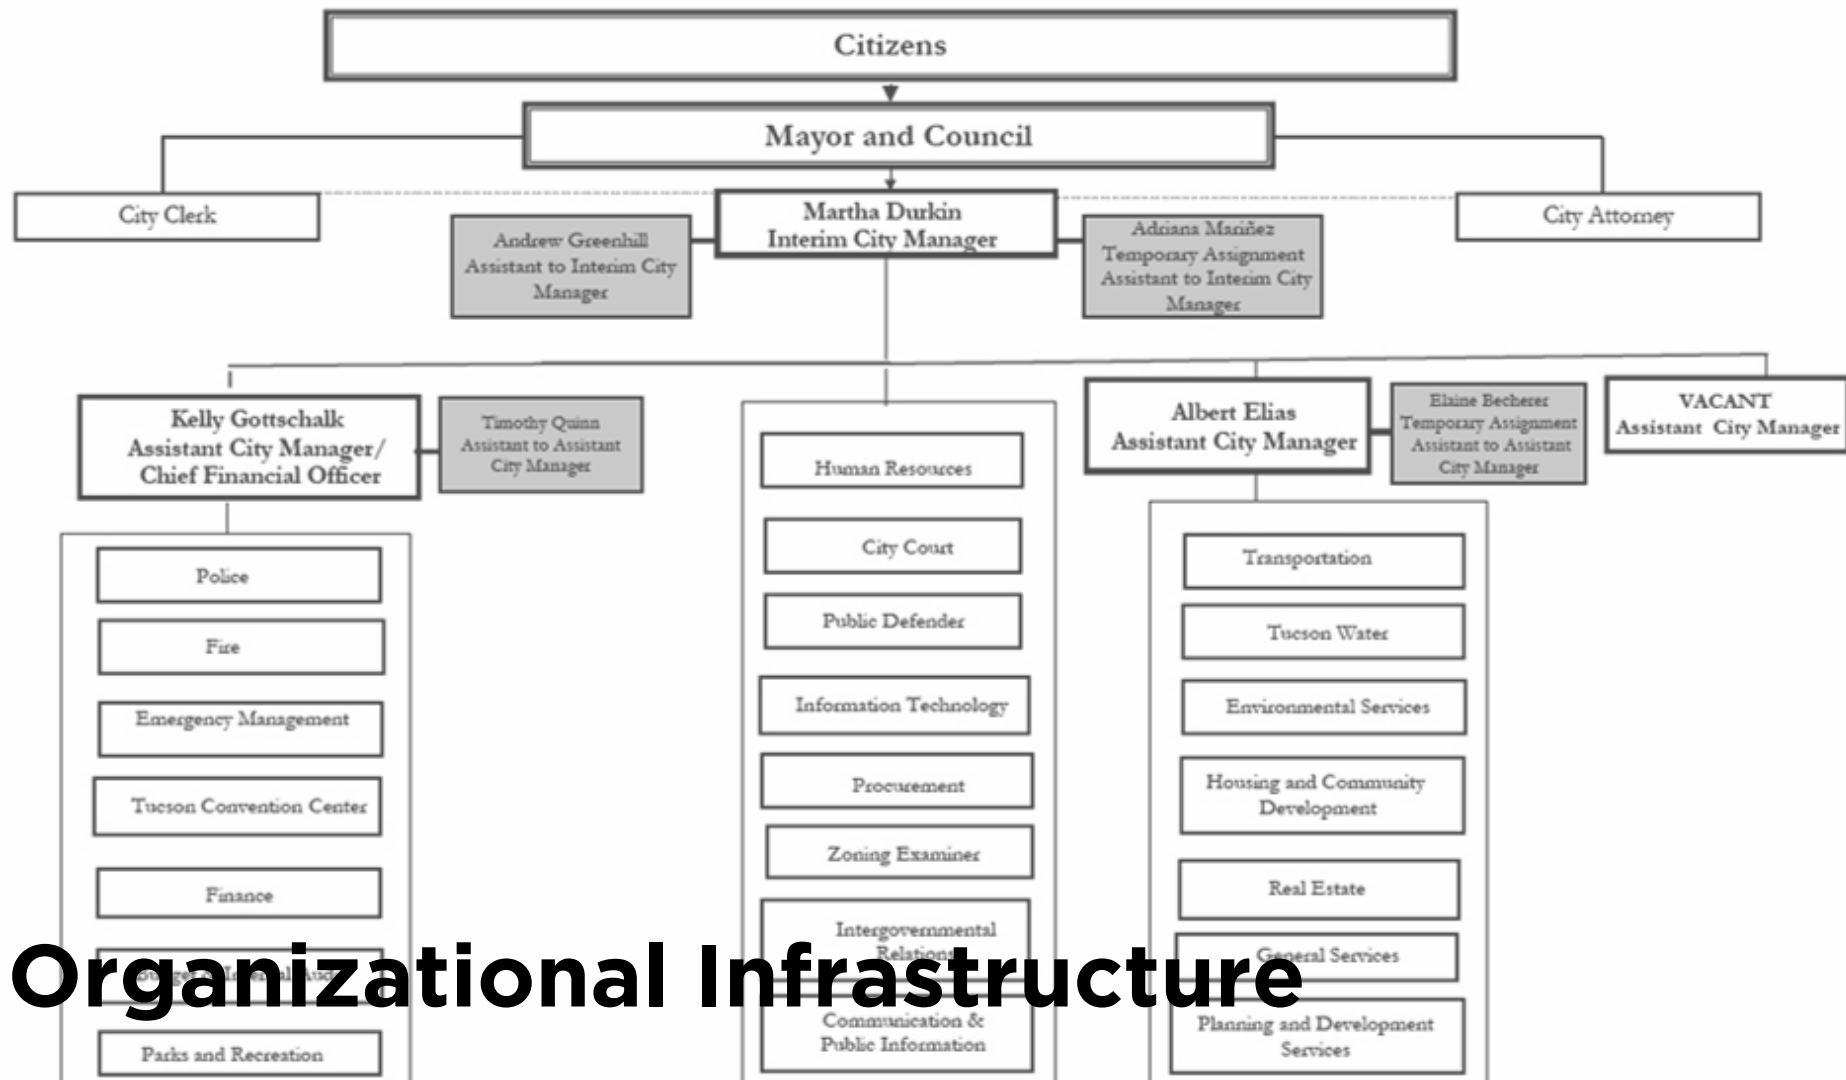 Citizens
Mayor and Council
City Clerk
Martha Durkin
Interim City Manager
City Attorney
Andrew Greenhill
Assistant to Interim City
Manager
Adriana Mariñez
Temporary Assignment
Assistant to Interim City
Manager
Kelly Gottschalk
Assistant City Manager/
Chief Financial Officer
Timothy Quinn
Assistant to Assistant
City Manager
Albert Elias
Assistant City Manager
Elaine Becherer
Temporary Assignment
Assistant to Assistant
City Manager
VACANT
Assistant City Manager
Police
Fire
Emergency Management
Tucson Convention Center
Finance
Parks and Recreation
Human Resources
City Court
Public Defender
Information Technology
Procurement
Zoning Examiner
Intergovernmental
Relations
Communication &
Public Information
Transportation
Tucson Water
Environmental Services
Housing and Community
Development
Real Estate
General Services
Planning and Development
Services
Organizational Infrastructure